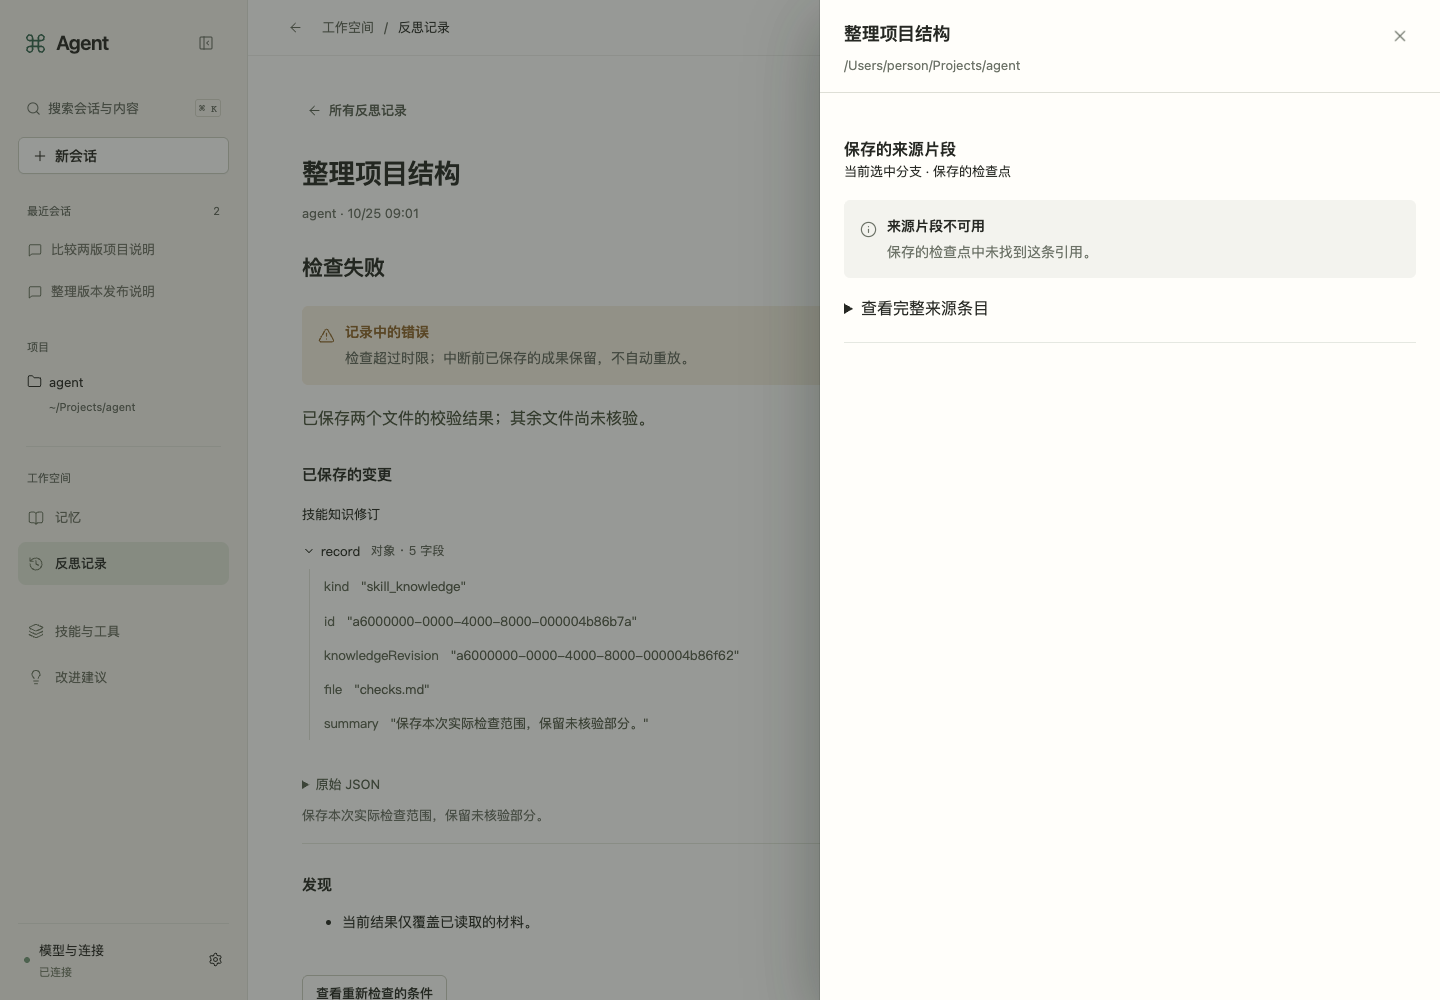 Agent
搜索会话与内容 ⌘ K
新会话
最近会话 2
比较两版项目说明
整理版本发布说明
项目
agent
~/Projects/agent
工作空间
记忆
反思记录
技能与工具
改进建议
模型与连接
已连接
工作空间 / 反思记录
所有反思记录
整理项目结构
agent · 10/25 09:01
检查失败
记录中的错误
检查超过时限；中断前已保存的成果保留，不自动重放。
已保存两个文件的校验结果；其余文件尚未核验。
已保存的变更
技能知识修订
record 对象 · 5 字段
kind "skill_knowledge"
id "a6000000–0000–4000–8000–000004b86b7a"
knowledgeRevision "a6000000–0000–4000–8000–000004b86f62"
file "checks.md"
summary "保存本次实际检查范围，保留未核验部分。"
原始 JSON
保存本次实际检查范围，保留未核验部分。
发现
• 当前结果仅覆盖已读取的材料。
查看重新检查的条件
整理项目结构
/Users/person/Projects/agent
保存的来源片段
当前选中分支 · 保存的检查点
来源片段不可用
保存的检查点中未找到这条引用。
查看完整来源条目